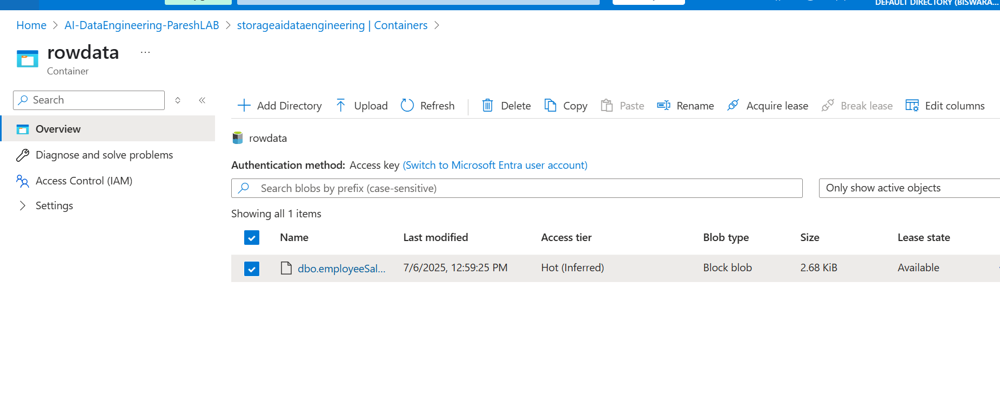 DEFAULT DIRECTORY (BISWARA...
Home > AI-DataEngineering-PareshLAB > storageaidataengineering | Containers >
rowdata ...
Container
Search
Overview
Diagnose and solve problems
Access Control (IAM)
Settings
Add Directory Upload Refresh Delete Copy Paste Rename Acquire lease Break lease Edit columns
rowdata
Authentication method: Access key (Switch to Microsoft Entra user account)
Search blobs by prefix (case-sensitive) Only show active objects
Showing all 1 items
Name Last modified Access tier Blob type Size Lease state
dbo.employeeSal... 7/6/2025, 12:59:25 PM Hot (Inferred) Block blob 2.68 KiB Available